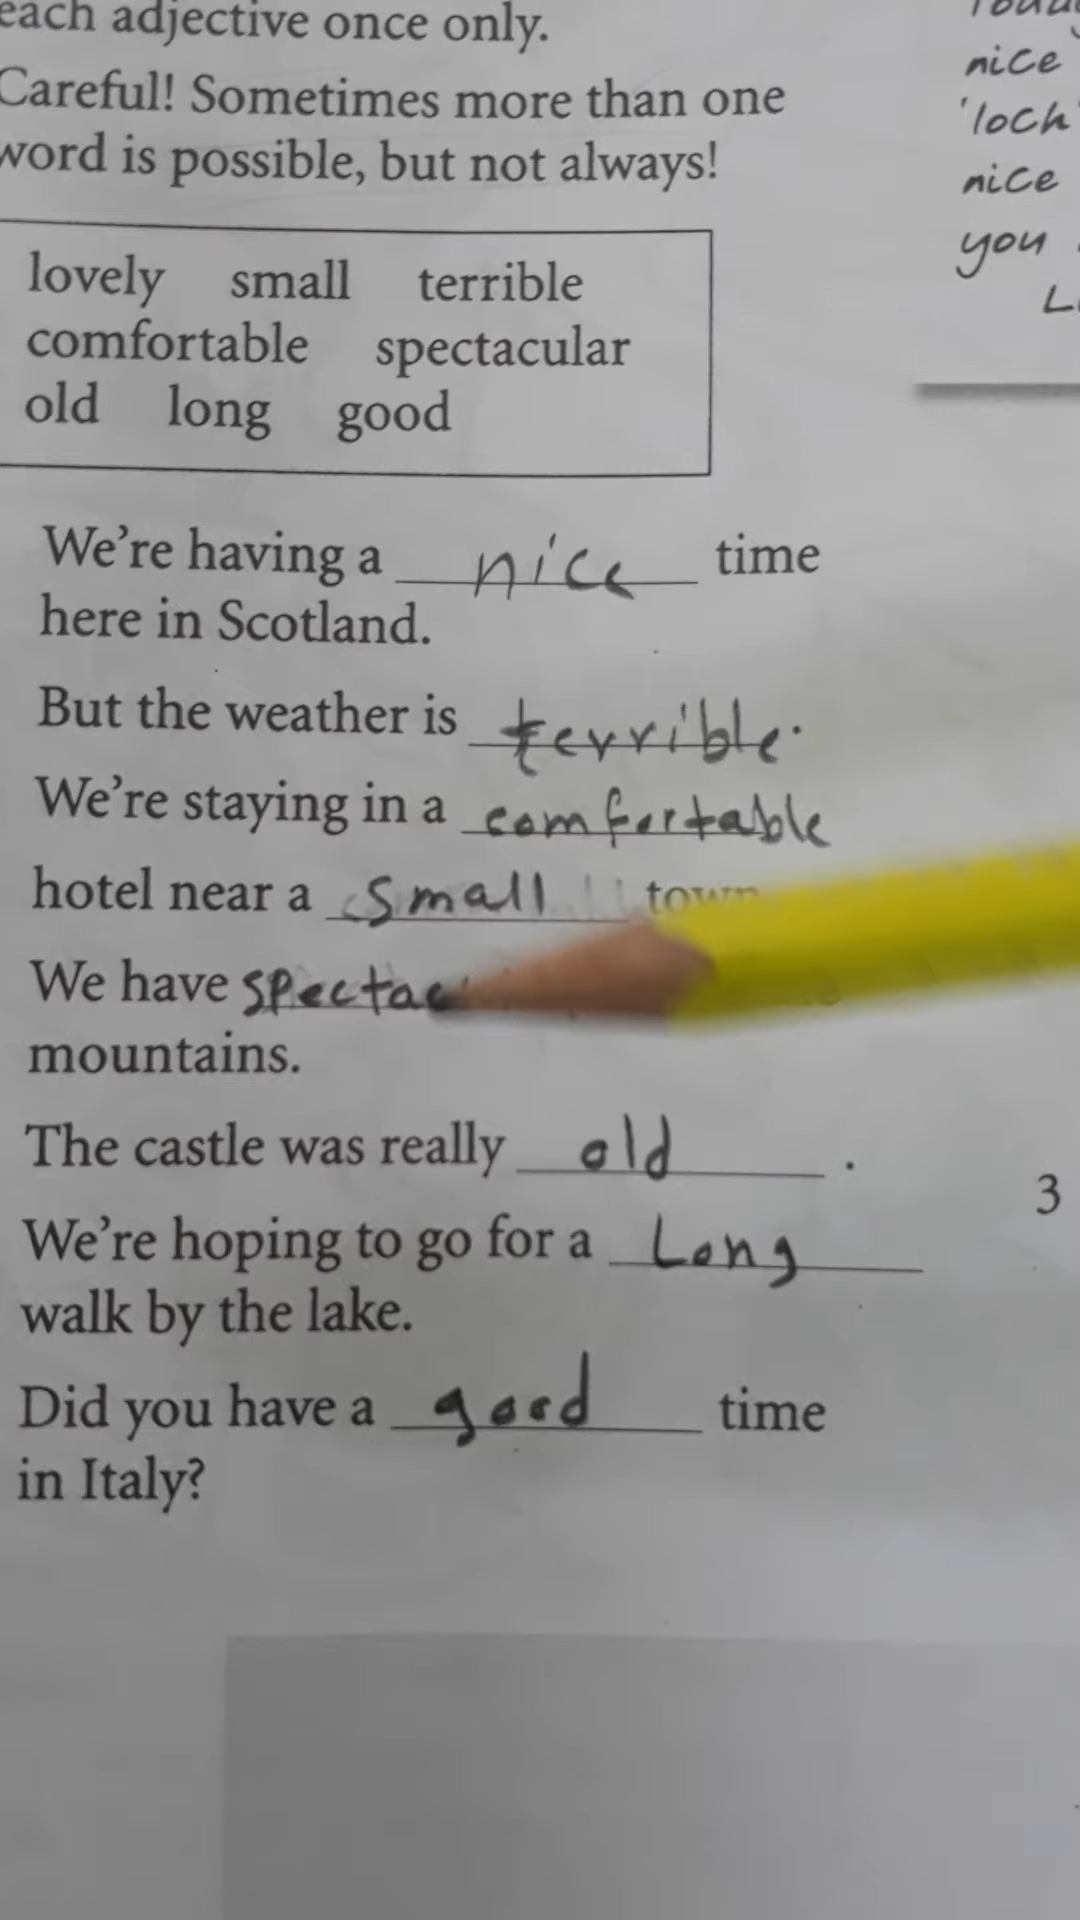 each adjective once only.
Careful! Sometimes more than one
word is possible, but not always!
lovely small terrible
comfortable spectacular
old long good
We're having a nice time
here in Scotland.
But the weather is terrible.
We're staying in a comfortable
hotel near a small town
We have spectac
mountains.
The castle was really old .
We're hoping to go for a Long
walk by the lake.
Did you have a good time
in Italy?
nice
'loch'
nice
you
3